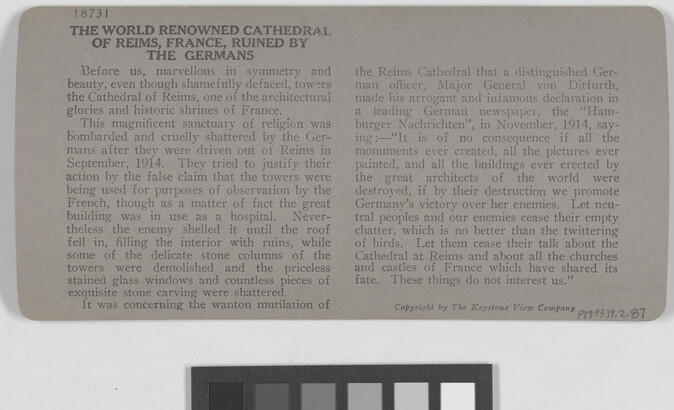 18731
THE WORLD RENOWNED CATHEDRAL
OF REIMS, FRANCE, RUINED BY
THE GERMANS
Before us, marvellous in symmetry and
beauty, even though shamefully defaced, towers
the Cathedral of Reims, one of the architectural
glories and historic shrines of France.
This magnificent sanctuary of religion was
bombarded and cruelly shattered by the Ger-
mans after they were driven out of Reims in
September, 1914. They tried to justify their
action by the false claim that the towers were
being used for purposes of observation by the
French, though as a matter of fact the great
building was in use as a hospital. Never-
theless the enemy shelled it until the roof
fell in, filling the interior with ruins, while
some of the delicate stone columns of the
towers were demolished and the priceless
stained glass windows and countless pieces of
exquisite stone carving were shattered.
It was concerning the wanton mutilation of
the Reims Cathedral that a distinguished Ger-
man officer, Major General von Ditfurth,
made his arrogant and infamous declaration in
a leading German newspaper, the "Ham-
burger Nachrichten", in November, 1914, say-
ing:—"It is of no consequence if all the
monuments ever created, all the pictures ever
painted, and all the buildings ever erected by
the great architects of the world were
destroyed, if by their destruction we promote
Germany's victory over her enemies. Let neu-
tral peoples and our enemies cease their empty
chatter, which is no better than the twittering
of birds. Let them cease their talk about the
Cathedral at Reims and about all the churches
and castles of France which have shared its
fate. These things do not interest us."
Copyright by The Keystone View Company